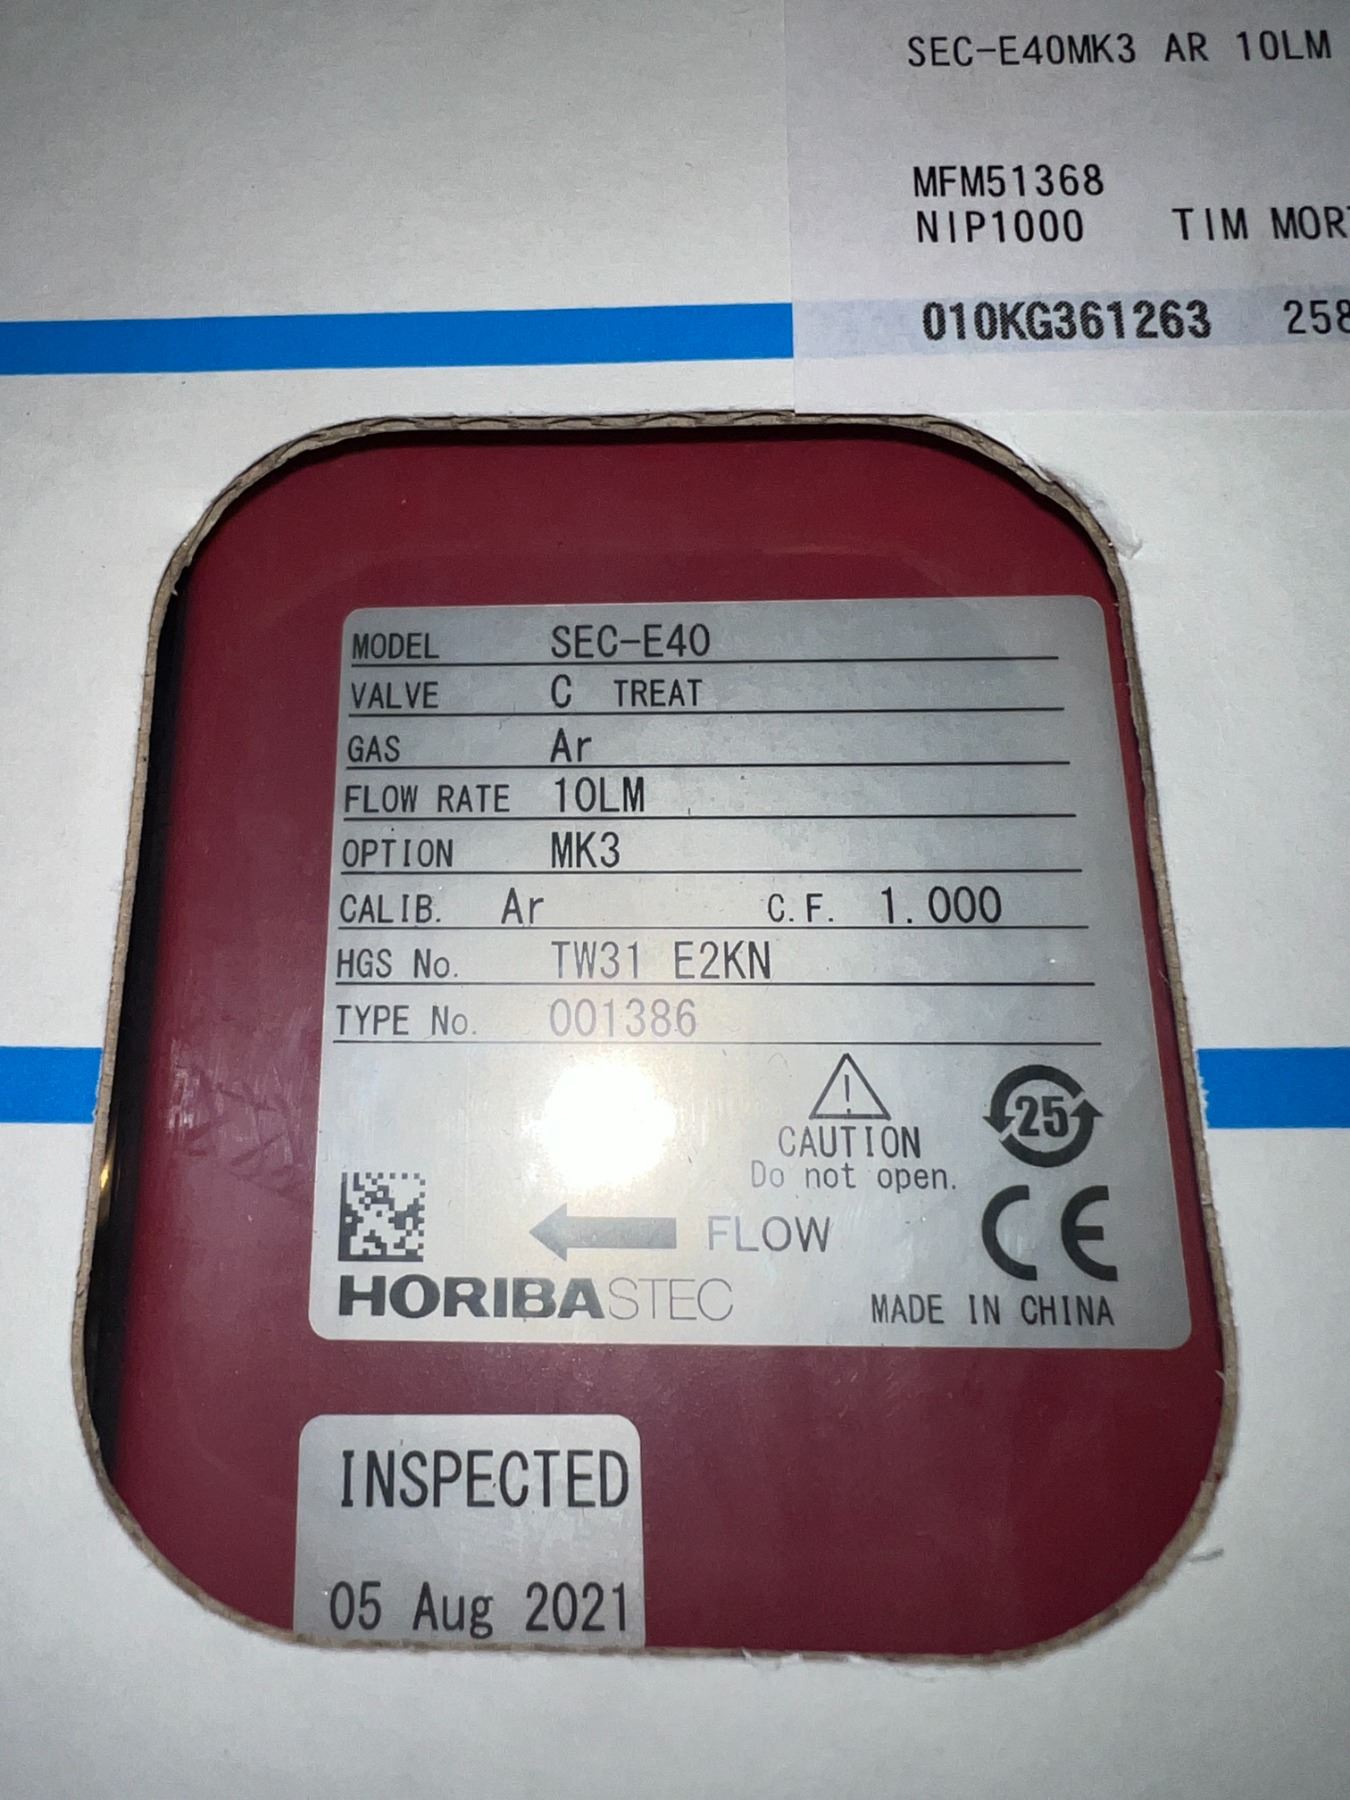 SEC-E40MK3 AR 10LM
MFM51368
NIP1000 TIM
010KG361263
MODEL SEC-E40
VALVE C TREAT
GAS Ar
FLOW RATE 10LM
OPTION MK3
CALIB. Ar C.F. 1.000
HGS No. TW31 E2KN
TYPE No. 001386
CAUTION
Do not open.
25
FLOW
CE
HORIBASTEC
MADE IN CHINA
INSPECTED
05 Aug 2021